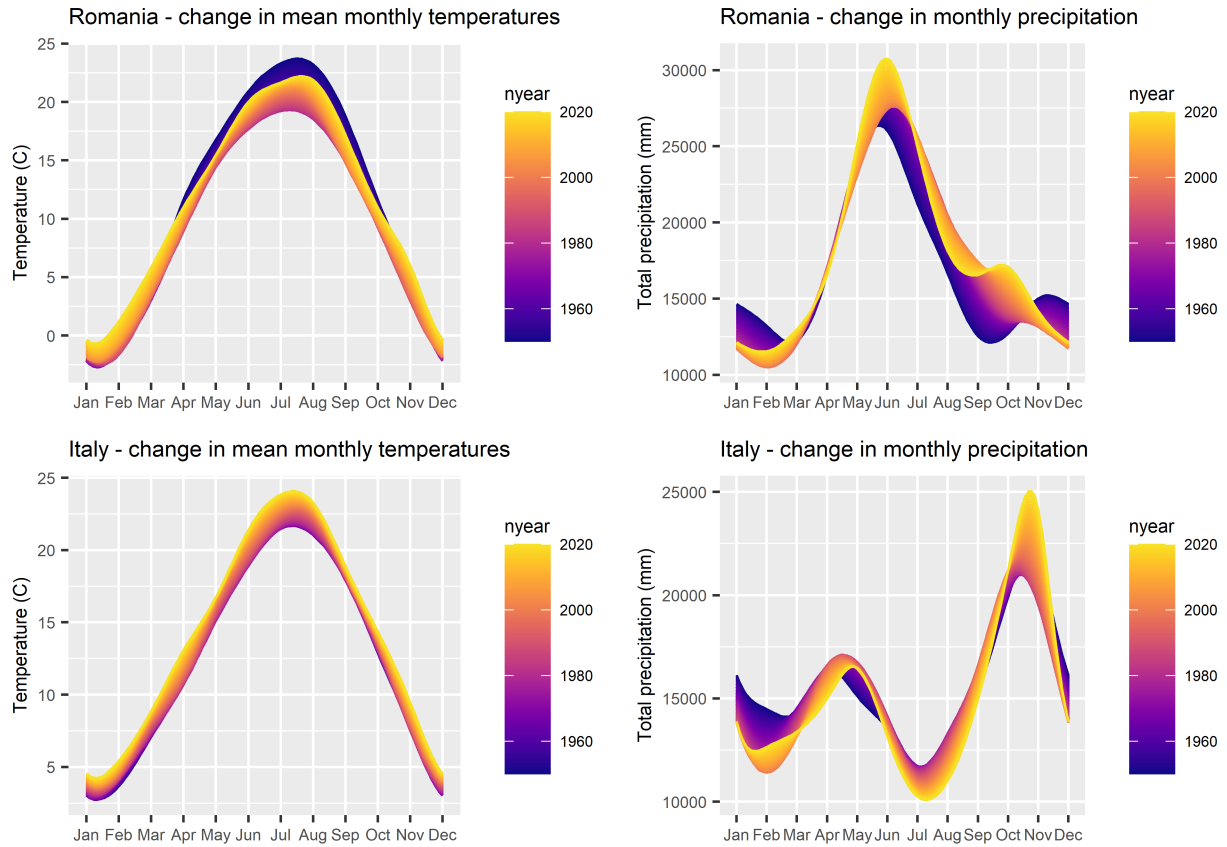 Romania - change in mean monthly temperatures
Temperature (C)
25
20
15
10
5
0
Jan Feb Mar Apr May Jun Jul Aug Sep Oct Nov Dec
nyear
2020
2000
1980
1960
Romania - change in monthly precipitation
Total precipitation (mm)
30000
25000
20000
15000
10000
Jan Feb Mar Apr May Jun Jul Aug Sep Oct Nov Dec
nyear
2020
2000
1980
1960
Italy - change in mean monthly temperatures
Temperature (C)
25
20
15
10
5
Jan Feb Mar Apr May Jun Jul Aug Sep Oct Nov Dec
nyear
2020
2000
1980
1960
Italy - change in monthly precipitation
Total precipitation (mm)
25000
20000
15000
10000
Jan Feb Mar Apr May Jun Jul Aug Sep Oct Nov Dec
nyear
2020
2000
1980
1960